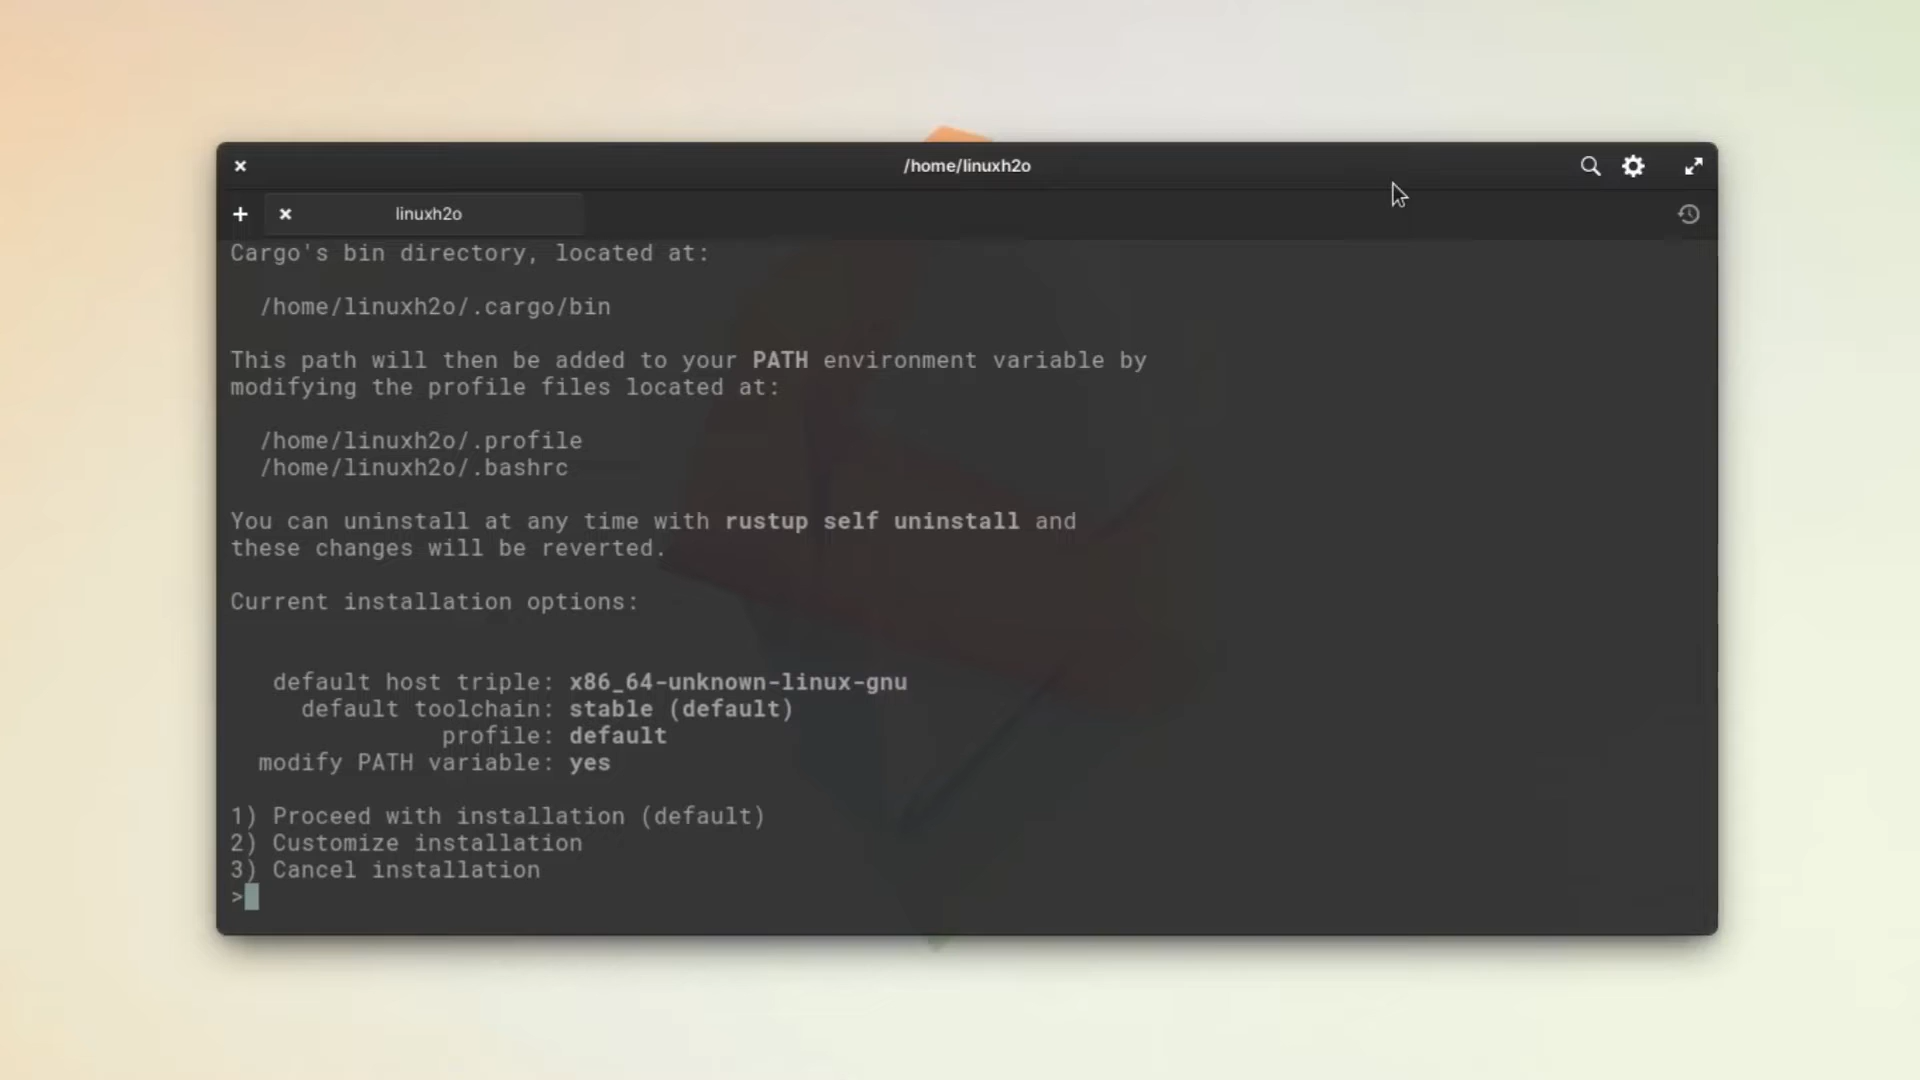 /home/linuxh2o
linuxh2o
Cargo's bin directory, located at:
/home/linuxh2o/.cargo/bin
This path will then be added to your PATH environment variable by
modifying the profile files located at:
/home/linuxh2o/.profile
/home/linuxh2o/.bashrc
You can uninstall at any time with rustup self uninstall and
these changes will be reverted.
Current installation options:
default host triple: x86_64-unknown-linux-gnu
default toolchain: stable (default)
profile: default
modify PATH variable: yes
1) Proceed with installation (default)
2) Customize installation
3) Cancel installation
>